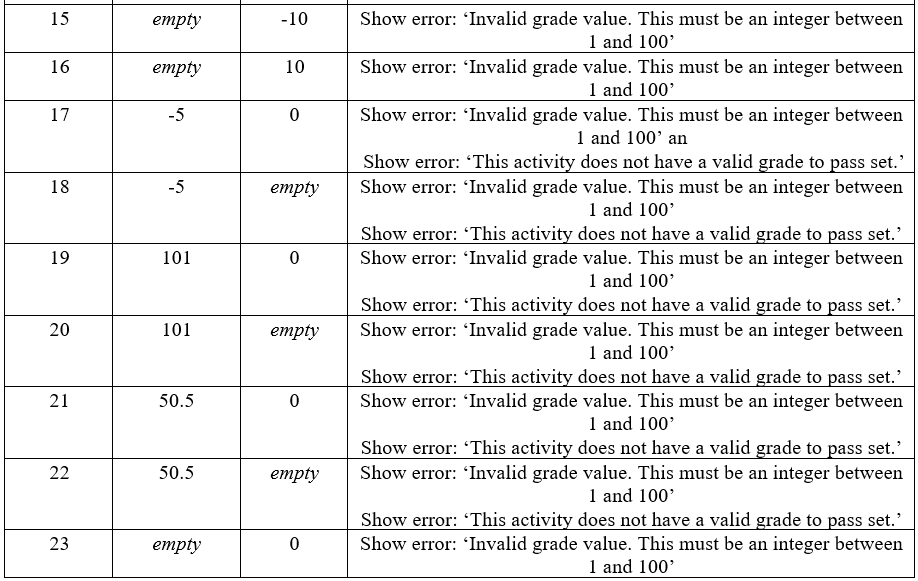 15 empty -10 Show error: ‘Invalid grade value. This must be an integer between
1 and 100’
16 empty 10 Show error: ‘Invalid grade value. This must be an integer between
1 and 100’
17 -5 0 Show error: ‘Invalid grade value. This must be an integer between
1 and 100’ an
Show error: ‘This activity does not have a valid grade to pass set.’
18 -5 empty Show error: ‘Invalid grade value. This must be an integer between
1 and 100’
Show error: ‘This activity does not have a valid grade to pass set.’
19 101 0 Show error: ‘Invalid grade value. This must be an integer between
1 and 100’
Show error: ‘This activity does not have a valid grade to pass set.’
20 101 empty Show error: ‘Invalid grade value. This must be an integer between
1 and 100’
Show error: ‘This activity does not have a valid grade to pass set.’
21 50.5 0 Show error: ‘Invalid grade value. This must be an integer between
1 and 100’
Show error: ‘This activity does not have a valid grade to pass set.’
22 50.5 empty Show error: ‘Invalid grade value. This must be an integer between
1 and 100’
Show error: ‘This activity does not have a valid grade to pass set.’
23 empty 0 Show error: ‘Invalid grade value. This must be an integer between
1 and 100’